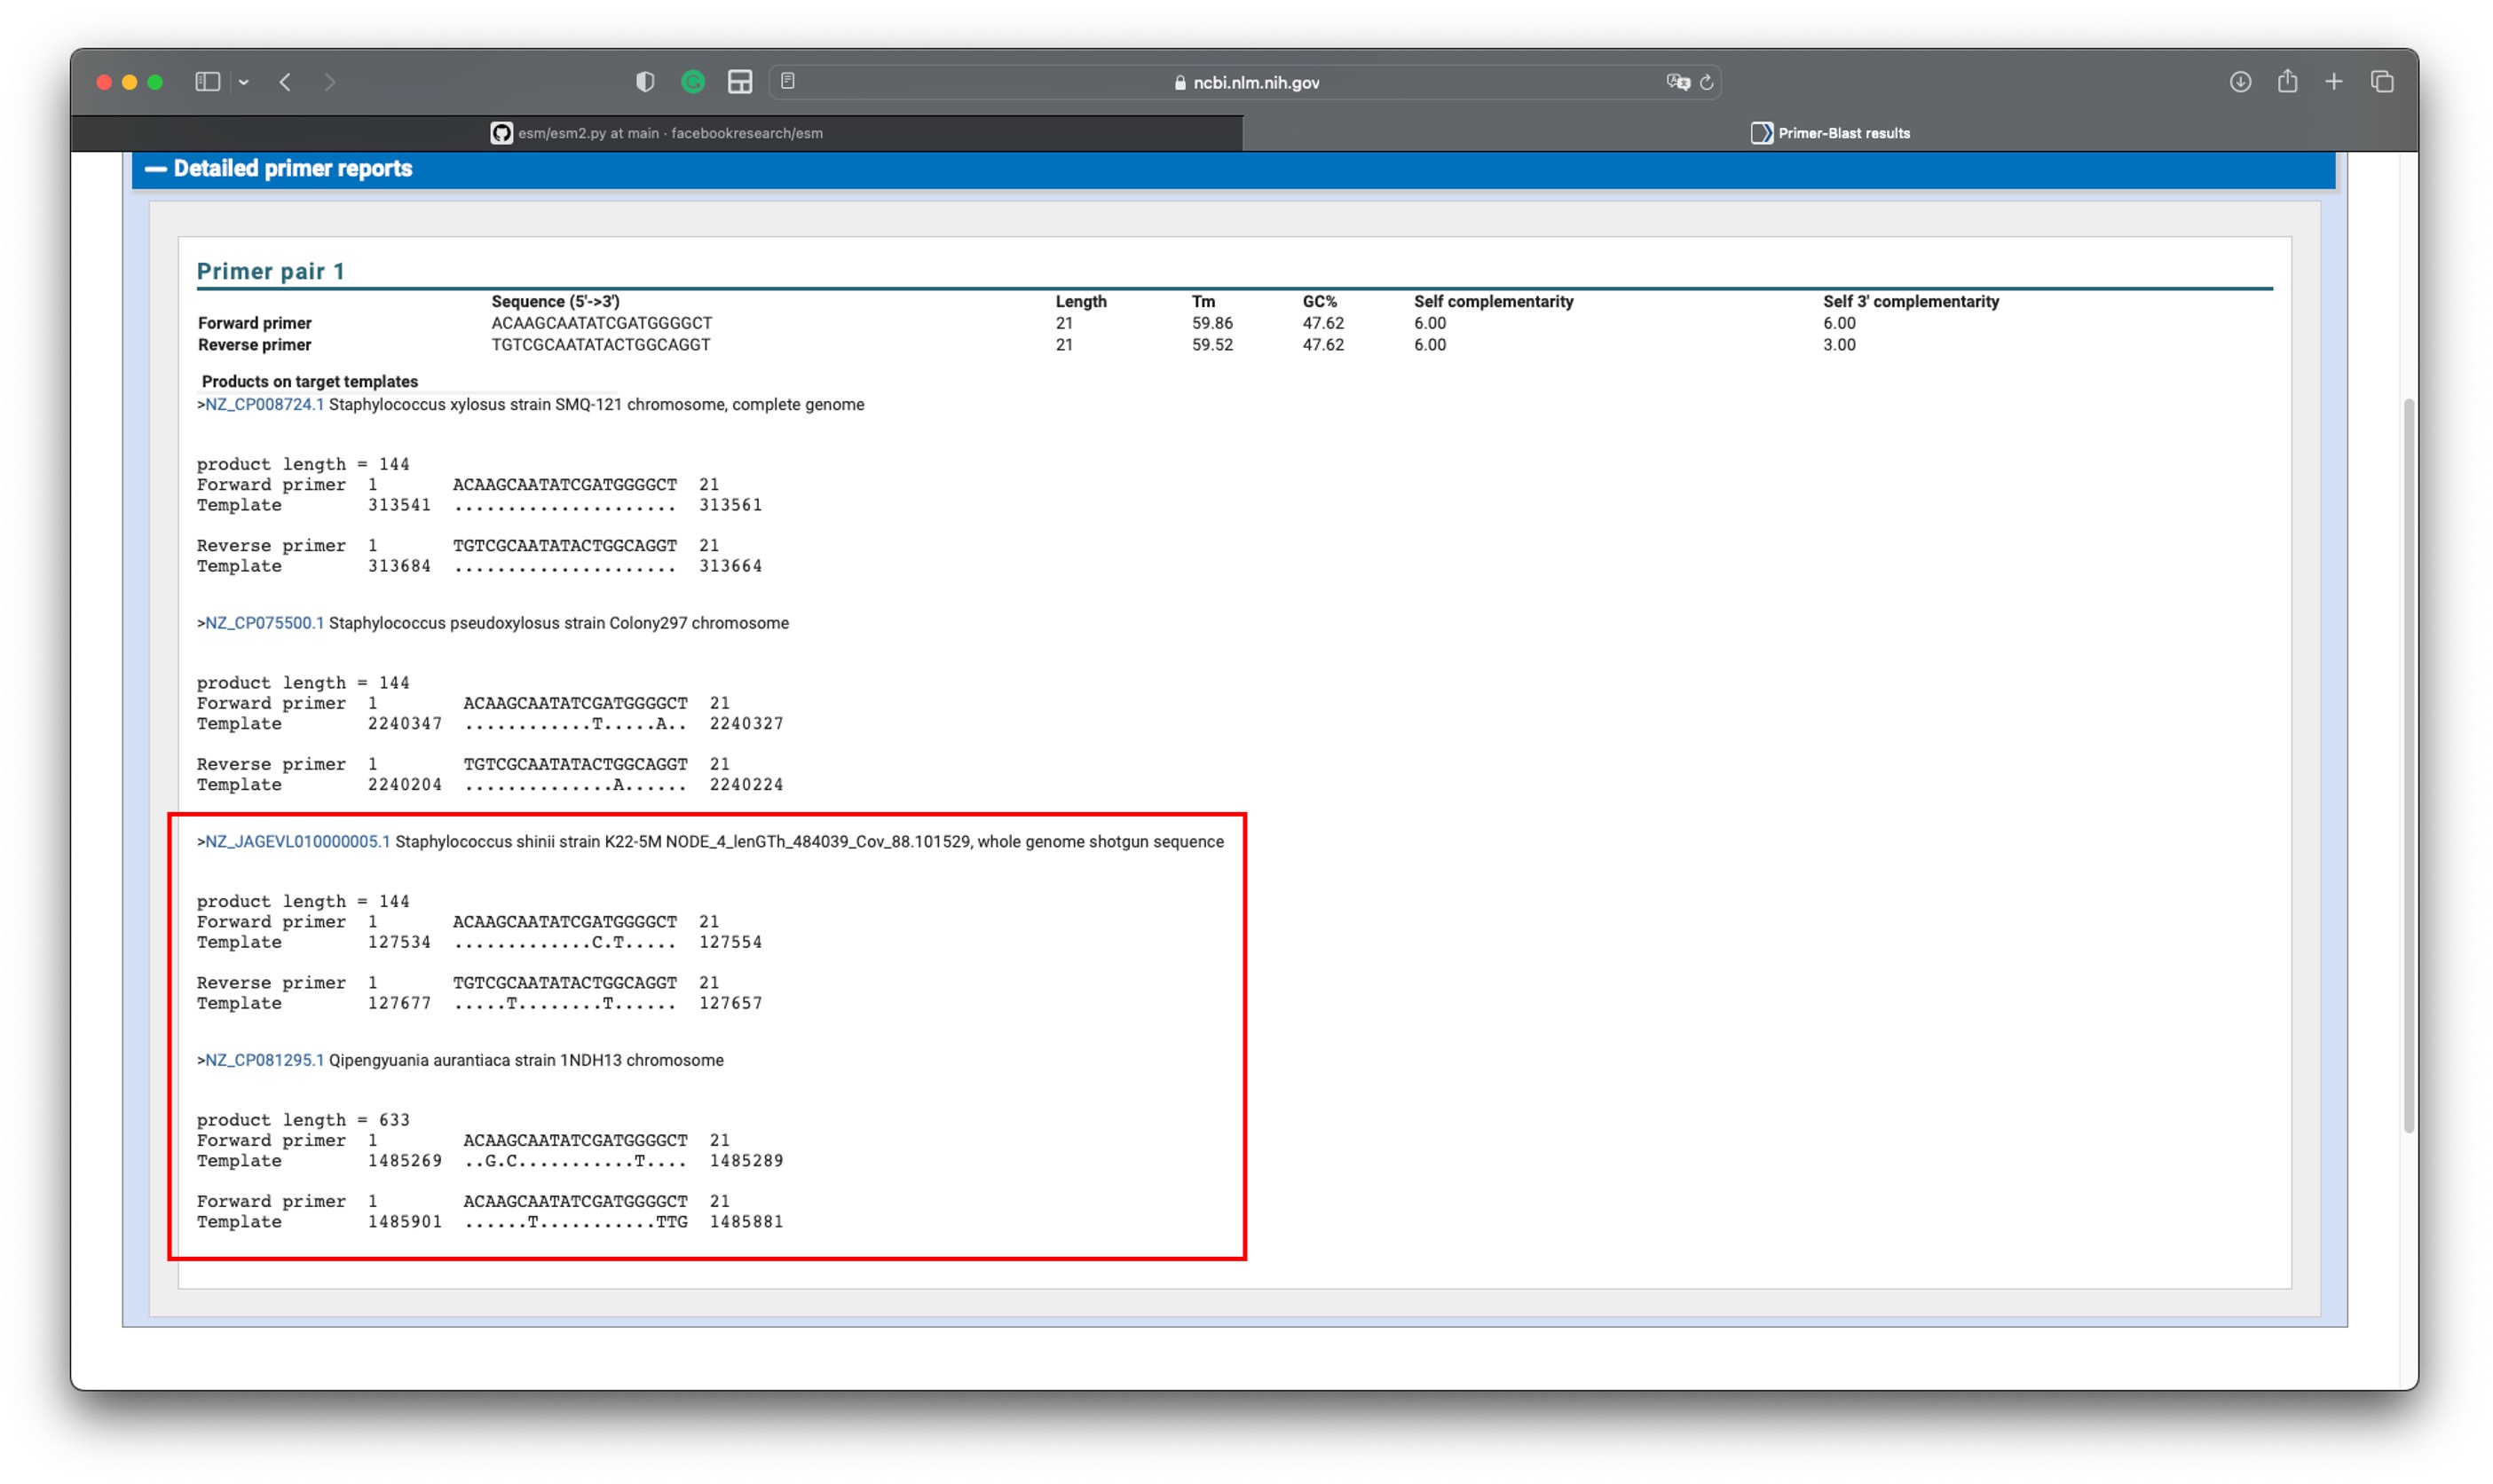 ncbi.nlm.nih.gov
esm/esm2.py at main · facebookresearch/esm
Primer-Blast results
Detailed primer reports
Primer pair 1
Sequence (5'->3') Length Tm GC% Self complementarity Self 3' complementarity
Forward primer ACAAGCAATATCGATGGGGCT 21 59.86 47.62 6.00 6.00
Reverse primer TGTCGCAATATACTGGCAGGT 21 59.52 47.62 6.00 3.00
Products on target templates
>NZ_CP008724.1 Staphylococcus xylosus strain SMQ-121 chromosome, complete genome
product length = 144
Forward primer 1 ACAAGCAATATCGATGGGGCT 21
Template 313541 ..................... 313561
Reverse primer 1 TGTCGCAATATACTGGCAGGT 21
Template 313684 ..................... 313664
>NZ_CP075500.1 Staphylococcus pseudoxylosus strain Colony297 chromosome
product length = 144
Forward primer 1 ACAAGCAATATCGATGGGGCT 21
Template 2240347 ............T.....A.. 2240327
Reverse primer 1 TGTCGCAATATACTGGCAGGT 21
Template 2240204 ..............A...... 2240224
>NZ_JAGEVL010000005.1 Staphylococcus shinii strain K22-5M NODE_4_lenGTh_484039_Cov_88.101529, whole genome shotgun sequence
product length = 144
Forward primer 1 ACAAGCAATATCGATGGGGCT 21
Template 127534 .............C.T..... 127554
Reverse primer 1 TGTCGCAATATACTGGCAGGT 21
Template 127677 .....T........T...... 127657
>NZ_CP081295.1 Qipengyuania aurantiaca strain 1NDH13 chromosome
product length = 633
Forward primer 1 ACAAGCAATATCGATGGGGCT 21
Template 1485269 ..G.C...........T.... 1485289
Forward primer 1 ACAAGCAATATCGATGGGGCT 21
Template 1485901 ......T...........TTG 1485881